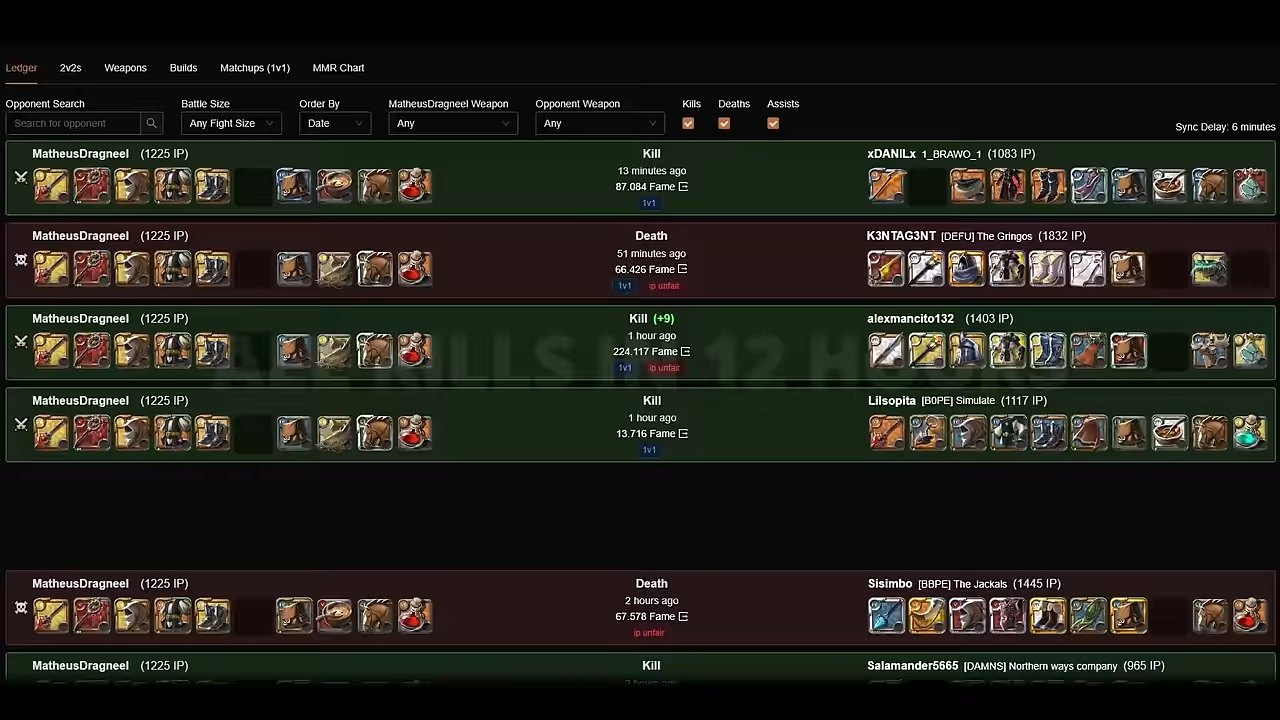 Ledger 2v2s Weapons Builds Matchups (1v1) MMR Chart
Opponent Search Battle Size Order By MatheusDragneel Weapon Opponent Weapon Kills Deaths Assists
Search for opponent Any Fight Size Date Any Any
Sync Delay: 6 minutes
MatheusDragneel (1225 IP) Kill xDANILx 1_BRAWO_1 (1083 IP)
13 minutes ago
87.084 Fame
1v1
MatheusDragneel (1225 IP) Death K3NTAG3NT [DEFU] The Gringos (1832 IP)
51 minutes ago
66.426 Fame
1v1 ip unfair
MatheusDragneel (1225 IP) Kill (+9) alexmancito132 (1403 IP)
1 hour ago
224.117 Fame
1v1 ip unfair
ALL KILLS IN 12 HOURS
MatheusDragneel (1225 IP) Kill Lilsopita [B0PE] Simulate (1117 IP)
1 hour ago
13.716 Fame
1v1
MatheusDragneel (1225 IP) Death Sisimbo [BBPE] The Jackals (1445 IP)
2 hours ago
67.578 Fame
ip unfair
MatheusDragneel (1225 IP) Kill Salamander5665 [DAMNS] Northern ways company (965 IP)